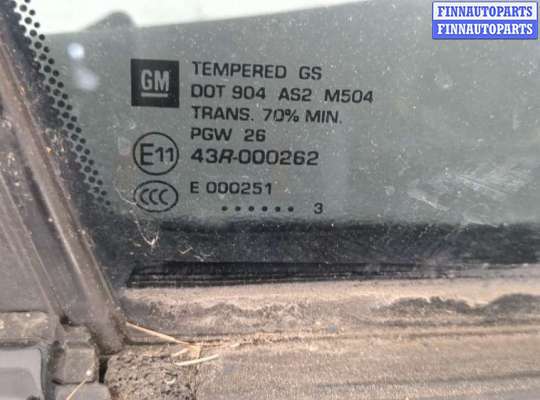 FINNAUTOPARTS
FINNAUTOPARTS
GM
TEMPERED GS
DOT 904 AS2 M504
TRANS. 70% MIN.
PGW 26
E11 43R-000262
CCC E 000251
...... 3